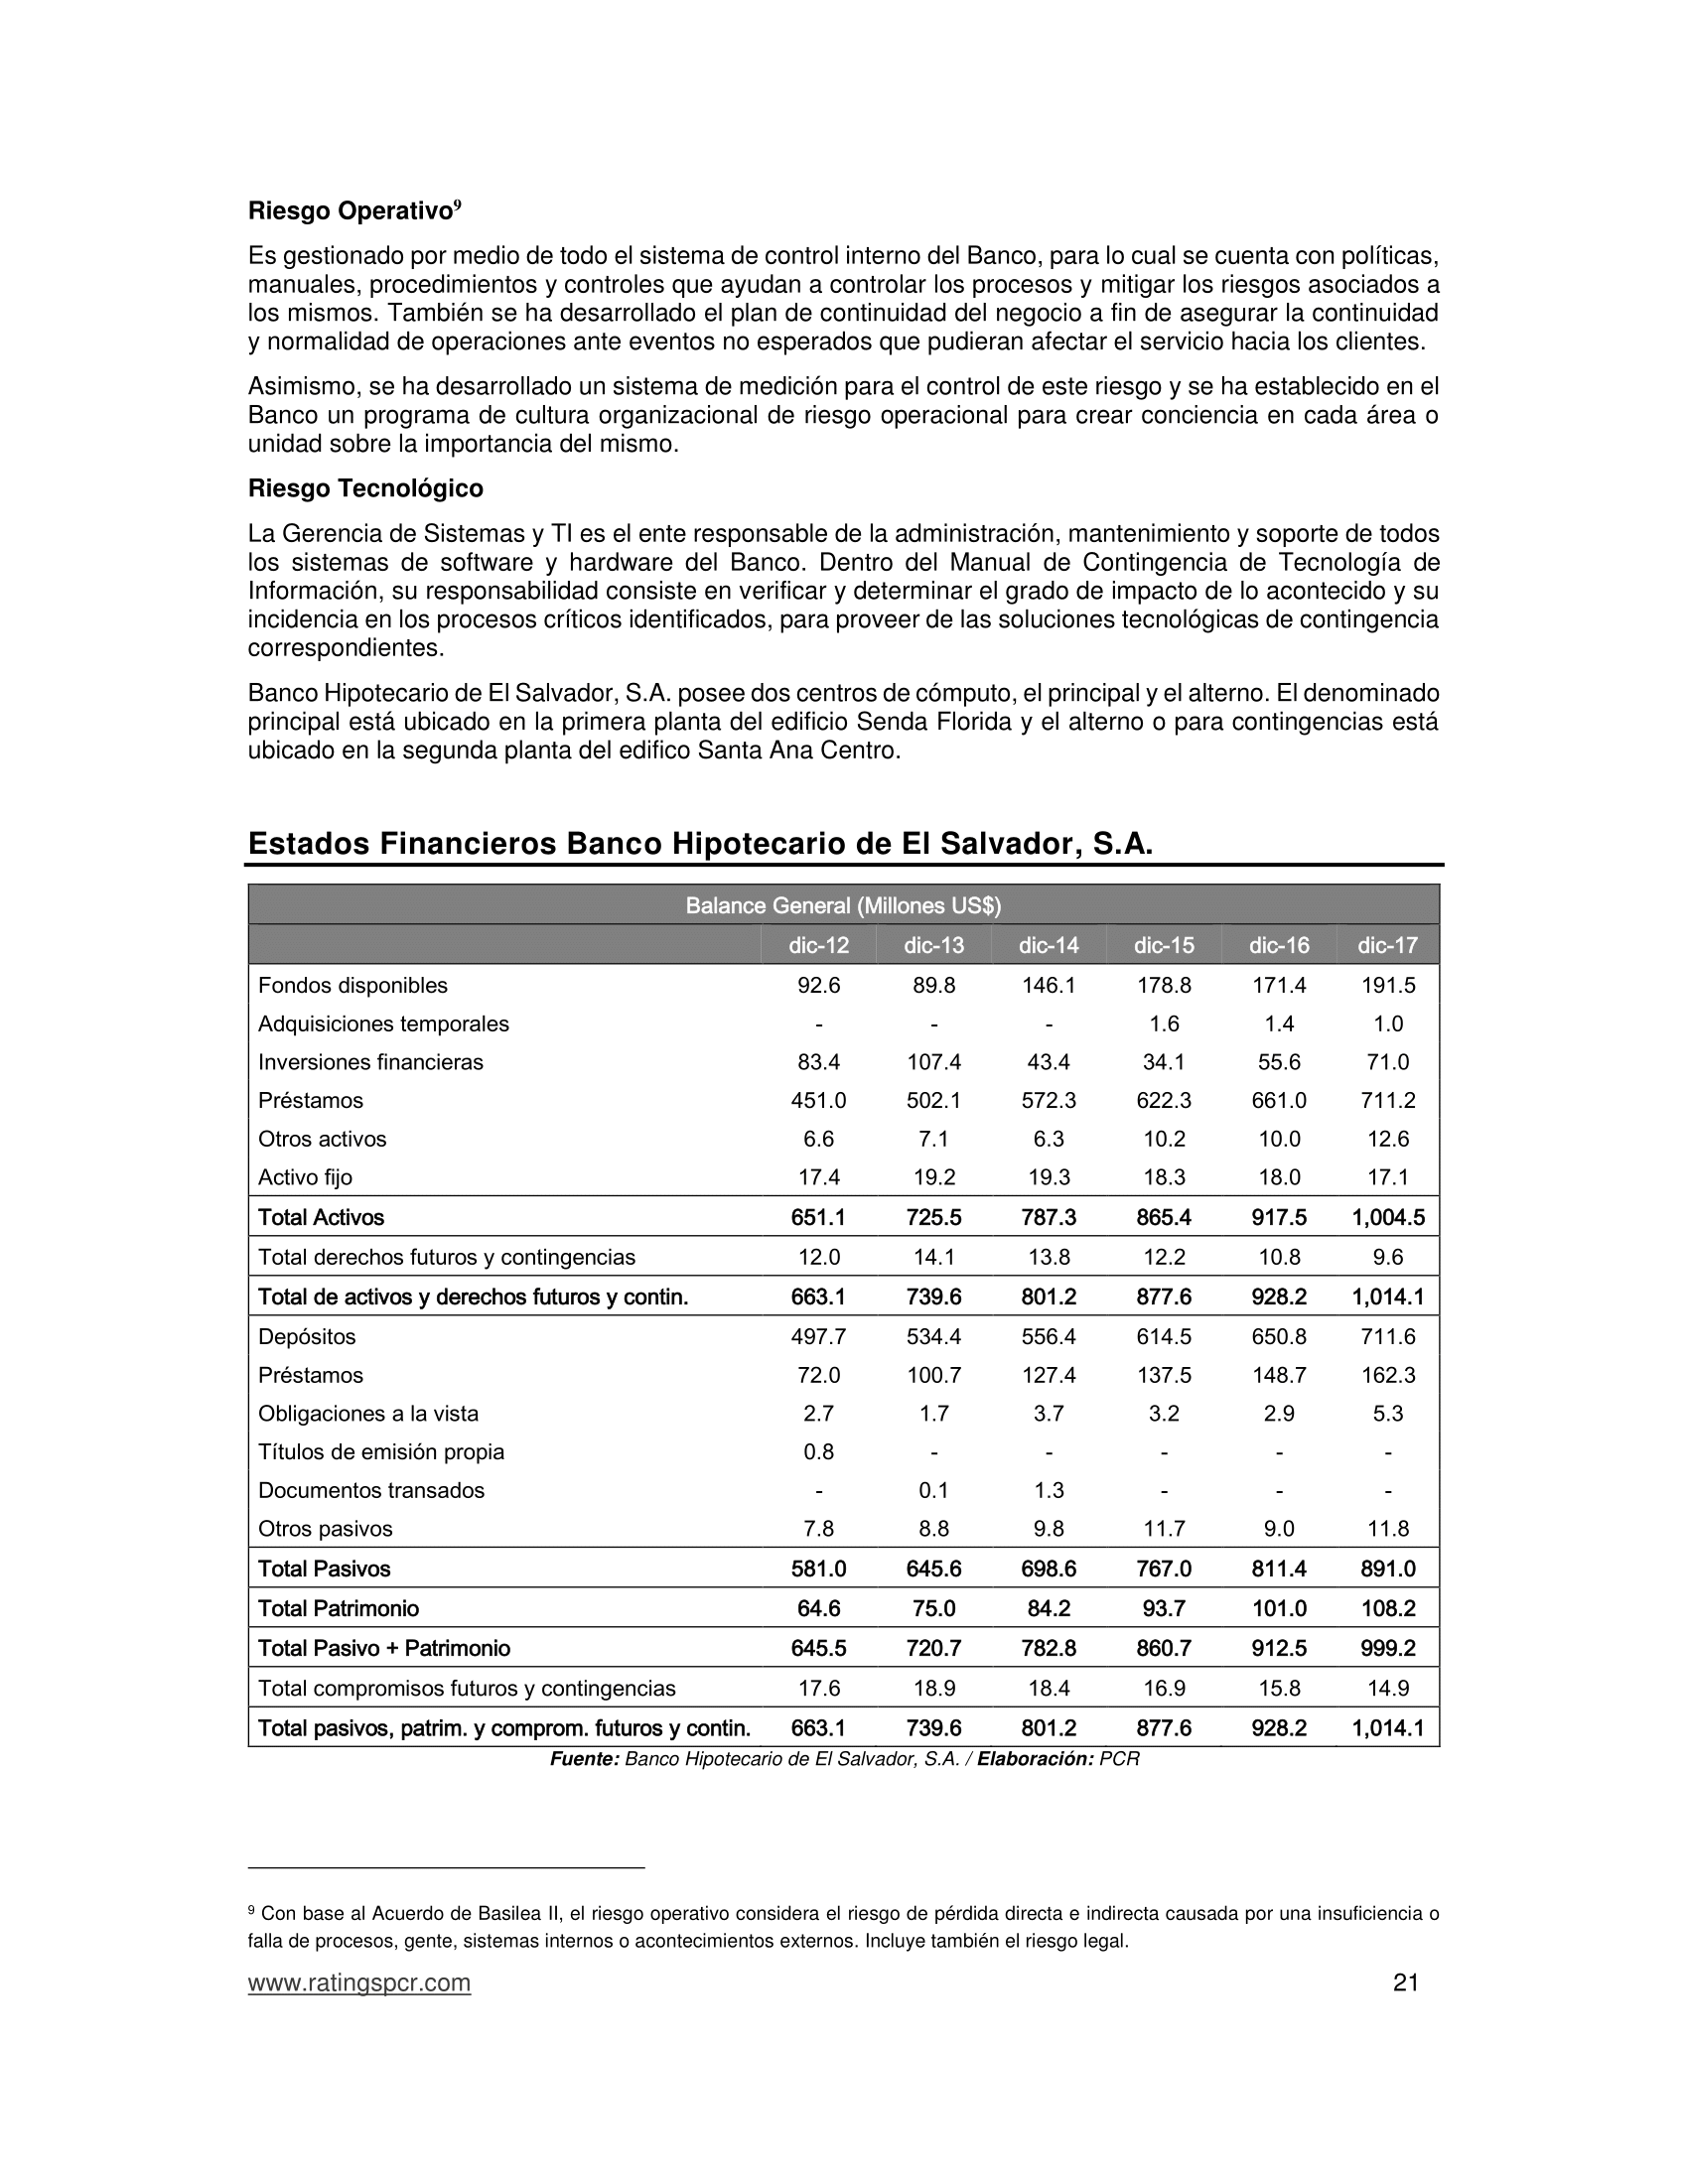 Riesgo Operativo⁹
Es gestionado por medio de todo el sistema de control interno del Banco, para lo cual se cuenta con políticas,
manuales, procedimientos y controles que ayudan a controlar los procesos y mitigar los riesgos asociados a
los mismos. También se ha desarrollado el plan de continuidad del negocio a fin de asegurar la continuidad
y normalidad de operaciones ante eventos no esperados que pudieran afectar el servicio hacia los clientes.
Asimismo, se ha desarrollado un sistema de medición para el control de este riesgo y se ha establecido en el
Banco un programa de cultura organizacional de riesgo operacional para crear conciencia en cada área o
unidad sobre la importancia del mismo.
Riesgo Tecnológico
La Gerencia de Sistemas y TI es el ente responsable de la administración, mantenimiento y soporte de todos
los sistemas de software y hardware del Banco. Dentro del Manual de Contingencia de Tecnología de
Información, su responsabilidad consiste en verificar y determinar el grado de impacto de lo acontecido y su
incidencia en los procesos críticos identificados, para proveer de las soluciones tecnológicas de contingencia
correspondientes.
Banco Hipotecario de El Salvador, S.A. posee dos centros de cómputo, el principal y el alterno. El denominado
principal está ubicado en la primera planta del edificio Senda Florida y el alterno o para contingencias está
ubicado en la segunda planta del edifico Santa Ana Centro.
Estados Financieros Banco Hipotecario de El Salvador, S.A.
Balance General (Millones US$)
dic-12 dic-13 dic-14 dic-15 dic-16 dic-17
Fondos disponibles 92.6 89.8 146.1 178.8 171.4 191.5
Adquisiciones temporales - - - 1.6 1.4 1.0
Inversiones financieras 83.4 107.4 43.4 34.1 55.6 71.0
Préstamos 451.0 502.1 572.3 622.3 661.0 711.2
Otros activos 6.6 7.1 6.3 10.2 10.0 12.6
Activo fijo 17.4 19.2 19.3 18.3 18.0 17.1
Total Activos 651.1 725.5 787.3 865.4 917.5 1,004.5
Total derechos futuros y contingencias 12.0 14.1 13.8 12.2 10.8 9.6
Total de activos y derechos futuros y contin. 663.1 739.6 801.2 877.6 928.2 1,014.1
Depósitos 497.7 534.4 556.4 614.5 650.8 711.6
Préstamos 72.0 100.7 127.4 137.5 148.7 162.3
Obligaciones a la vista 2.7 1.7 3.7 3.2 2.9 5.3
Títulos de emisión propia 0.8 - - - - -
Documentos transados - 0.1 1.3 - - -
Otros pasivos 7.8 8.8 9.8 11.7 9.0 11.8
Total Pasivos 581.0 645.6 698.6 767.0 811.4 891.0
Total Patrimonio 64.6 75.0 84.2 93.7 101.0 108.2
Total Pasivo + Patrimonio 645.5 720.7 782.8 860.7 912.5 999.2
Total compromisos futuros y contingencias 17.6 18.9 18.4 16.9 15.8 14.9
Total pasivos, patrim. y comprom. futuros y contin. 663.1 739.6 801.2 877.6 928.2 1,014.1
Fuente: Banco Hipotecario de El Salvador, S.A. / Elaboración: PCR
⁹ Con base al Acuerdo de Basilea II, el riesgo operativo considera el riesgo de pérdida directa e indirecta causada por una insuficiencia o
falla de procesos, gente, sistemas internos o acontecimientos externos. Incluye también el riesgo legal.
www.ratingspcr.com 21